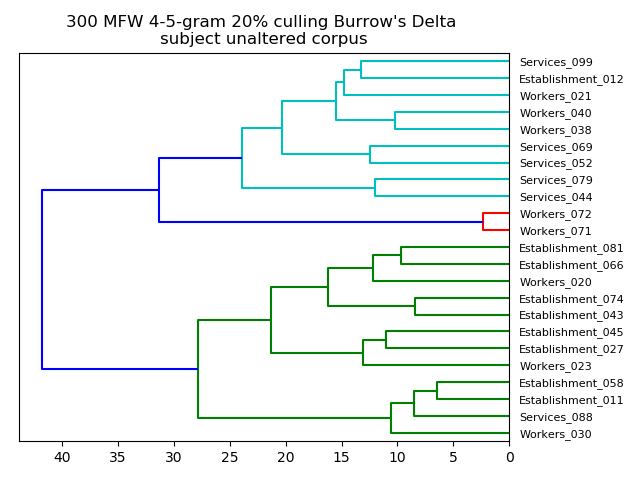 300 MFW 4-5-gram 20% culling Burrow's Delta
subject unaltered corpus
Services_099
Establishment_012
Workers_021
Workers_040
Workers_038
Services_069
Services_052
Services_079
Services_044
Workers_072
Workers_071
Establishment_081
Establishment_066
Workers_020
Establishment_074
Establishment_043
Establishment_045
Establishment_027
Workers_023
Establishment_058
Establishment_011
Services_088
Workers_030
40 35 30 25 20 15 10 5 0